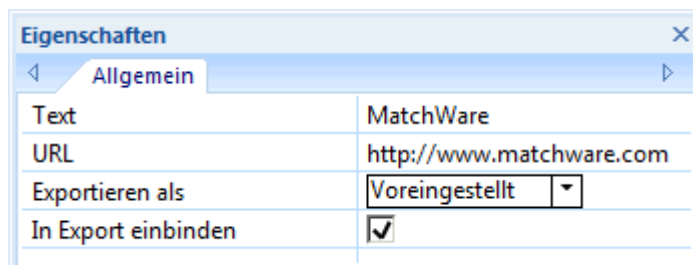 Eigenschaften
Allgemein
Text MatchWare
URL http://www.matchware.com
Exportieren als Voreingestellt
In Export einbinden